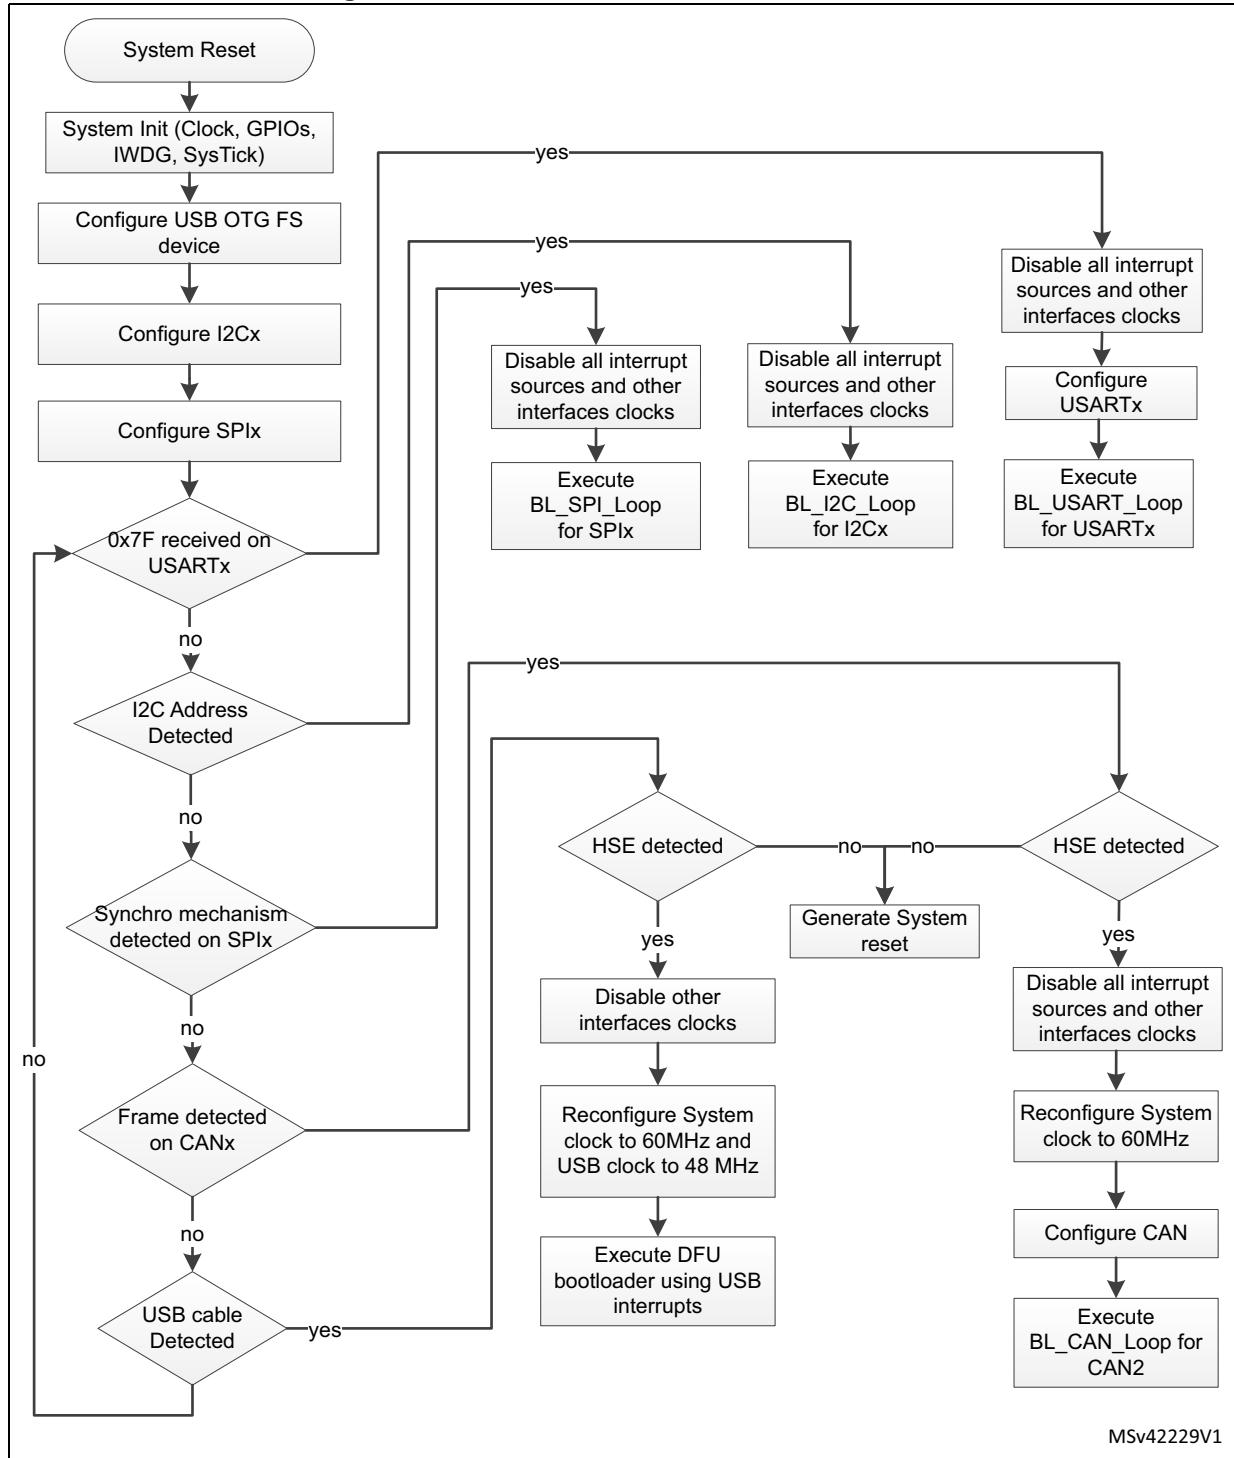 System Reset
System Init (Clock, GPIOs,
IWDG, SysTick)
Configure USB OTG FS
device
Configure I2Cx
Configure SPIx
0x7F received on
USARTx
no
I2C Address
Detected
no
Synchro mechanism
detected on SPIx
no
Frame detected
on CANx
no
USB cable
Detected
no
yes
Disable all interrupt
sources and other
interfaces clocks
Configure
USARTx
Execute
BL_USART_Loop
for USARTx
yes
Disable all interrupt
sources and other
interfaces clocks
Execute
BL_I2C_Loop
for I2Cx
yes
Disable all interrupt
sources and other
interfaces clocks
Execute
BL_SPI_Loop
for SPIx
yes
HSE detected
no
yes
Disable all interrupt
sources and other
interfaces clocks
Reconfigure System
clock to 60MHz
Configure CAN
Execute
BL_CAN_Loop for
CAN2
yes
HSE detected
no
Generate System
reset
yes
Disable other
interfaces clocks
Reconfigure System
clock to 60MHz and
USB clock to 48 MHz
Execute DFU
bootloader using USB
interrupts
MSv42229V1